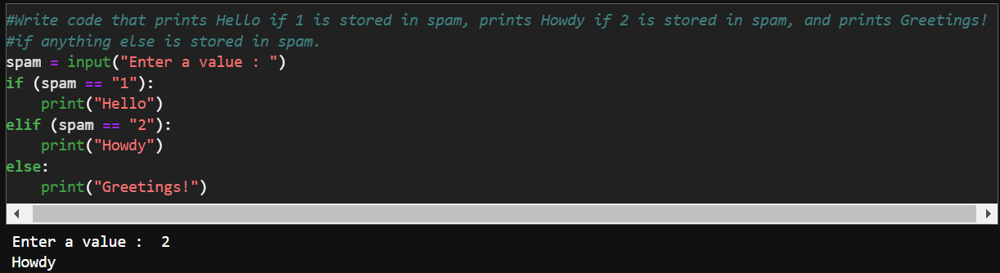 #Write code that prints Hello if 1 is stored in spam, prints Howdy if 2 is stored in spam, and prints Greetings!
#if anything else is stored in spam.
spam = input("Enter a value : ")
if (spam == "1"):
    print("Hello")
elif (spam == "2"):
    print("Howdy")
else:
    print("Greetings!")
Enter a value :  2
Howdy